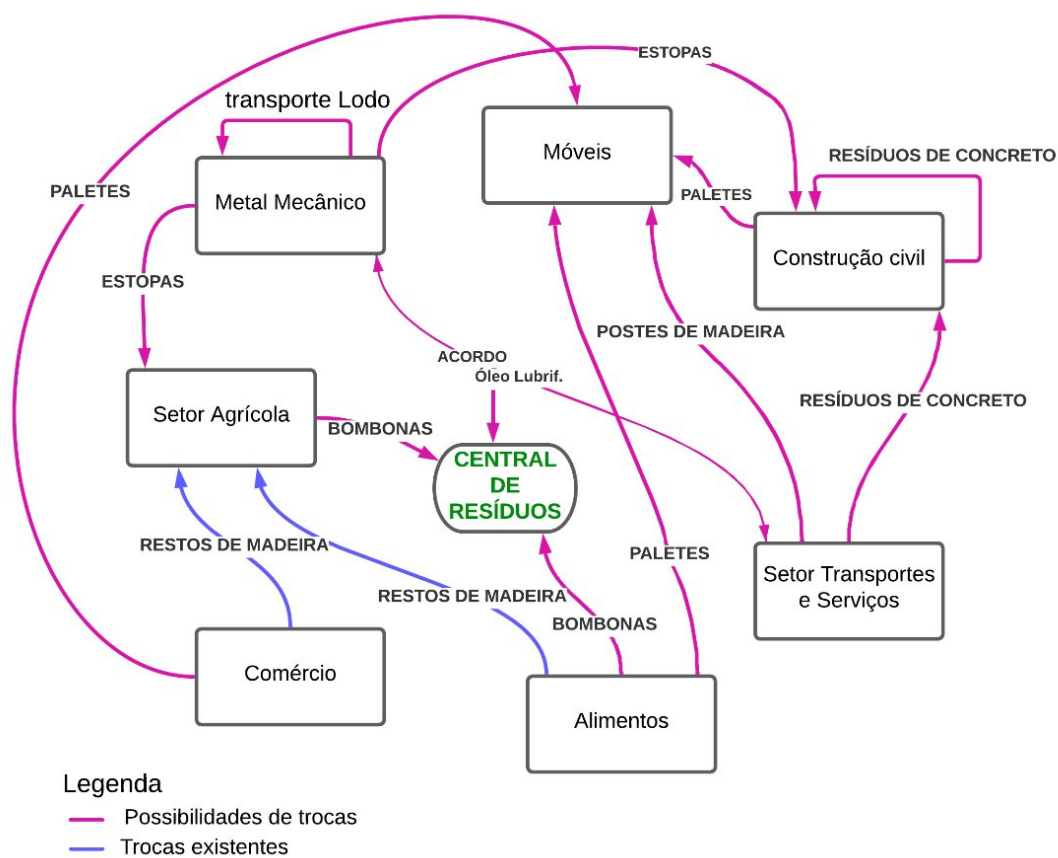 ESTOPAS
transporte Lodo
Móveis
RESÍDUOS DE CONCRETO
PALETES
Metal Mecânico
PALETES
Construção civil
ESTOPAS
POSTES DE MADEIRA
ACORDO
Óleo Lubrif.
Setor Agrícola
RESÍDUOS DE CONCRETO
BOMBONAS
CENTRAL
DE
RESÍDUOS
RESTOS DE MADEIRA
PALETES
Setor Transportes
e Serviços
RESTOS DE MADEIRA
BOMBONAS
Comércio
Alimentos
Legenda
Possibilidades de trocas
Trocas existentes